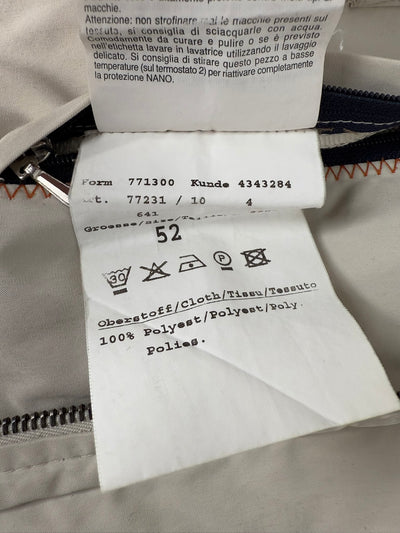 macchie.
Attenzione: non strofinare mai le macchie presenti sul
tessuto, si consiglia di sciacquarle con acqua.
Comodamente da curare e pulire o se è previsto
nell'etichetta lavare in lavatrice utilizzando il lavaggio
delicato. Si consiglia di stirare questo pezzo a basse
temperature (sul termostato 2) per riattivare completamente
la protezione NANO.
Form 771300 Kunde 4343284
77231 / 10 4
641
52
30
P
Oberstoff/Cloth/Tissu/Tessuto
100% Polyest/Polyest/Poly.
Polies.